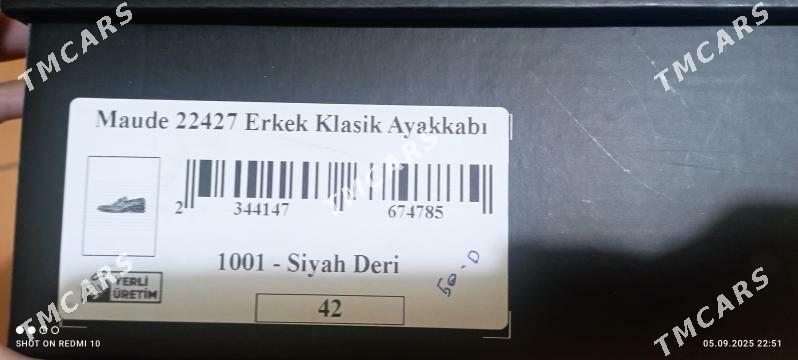 TMCARS
TMCARS
Maude 22427 Erkek Klasik Ayakkabı
TMCARS
2 344147 674785
1001 - Siyah Deri
YERLİ
ÜRETİM
42
TMCARS
TMCARS
SHOT ON REDMI 10
05.09.2025 22:51